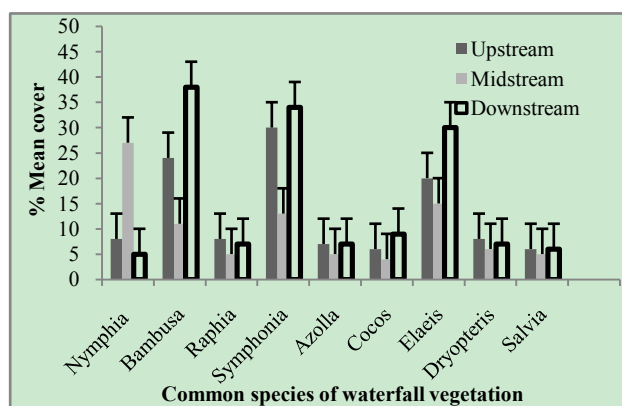 50
45
40
35
30
25
20
15
10
5
0
% Mean cover
Upstream
Midstream
Downstream
Nymphia
Bambusa
Raphia
Symphonia
Azolla
Cocos
Elaeis
Dryopteris
Salvia
Common species of waterfall vegetation